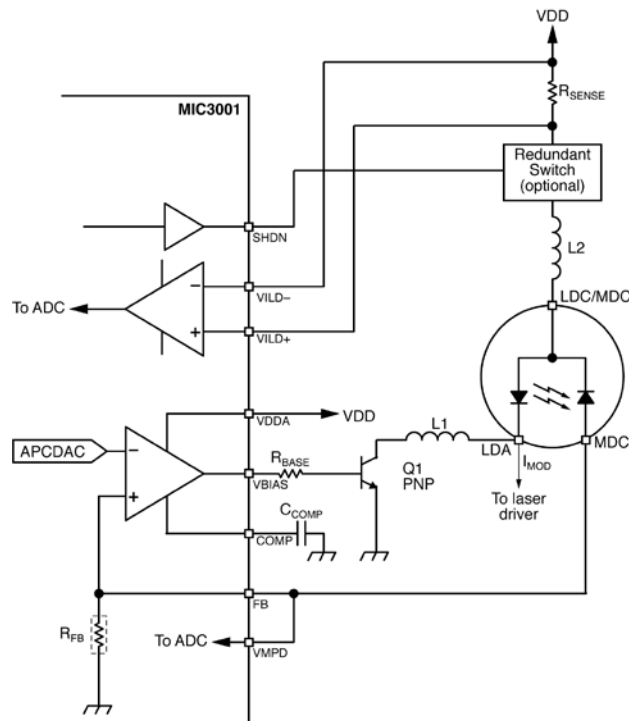 VDD
MIC3001
RSENSE
Redundant
Switch
(optional)
SHDN
L2
LDC/MDC
To ADC
−
VILD–
+
VILD+
VDDA
VDD
APCDAC
−
RBASE
L1
LDA
MDC
VBIAS
Q1
PNP
IMOD
+
CCOMP
To laser
driver
COMP
FB
RFB
To ADC
VMPD